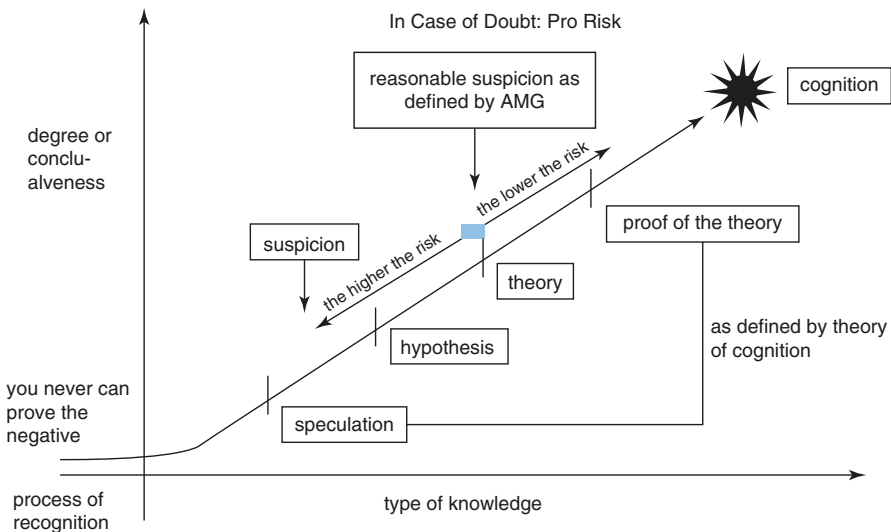 In Case of Doubt: Pro Risk
reasonable suspicion as
defined by AMG
cognition
degree or
conclu-
alveness
the lower the risk
suspicion
the higher the risk
proof of the theory
theory
as defined by theory
of cognition
hypothesis
you never can
prove the
negative
speculation
process of
recognition
type of knowledge